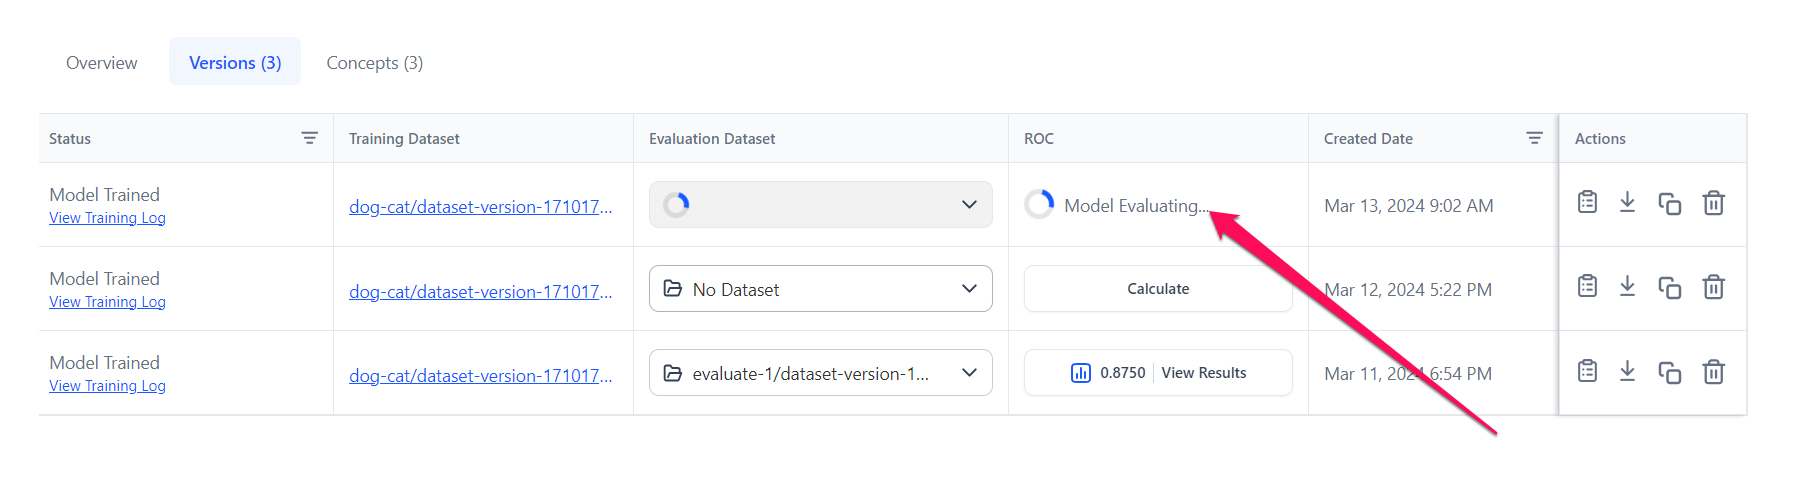 Overview Versions (3) Concepts (3)
Status Training Dataset Evaluation Dataset ROC Created Date Actions
Model Trained
View Training Log
dog-cat/dataset-version-171017...
Model Evaluating...
Mar 13, 2024 9:02 AM
Model Trained
View Training Log
dog-cat/dataset-version-171017...
No Dataset
Calculate
Mar 12, 2024 5:22 PM
Model Trained
View Training Log
dog-cat/dataset-version-171017...
evaluate-1/dataset-version-1...
0.8750 View Results
Mar 11, 2024 6:54 PM